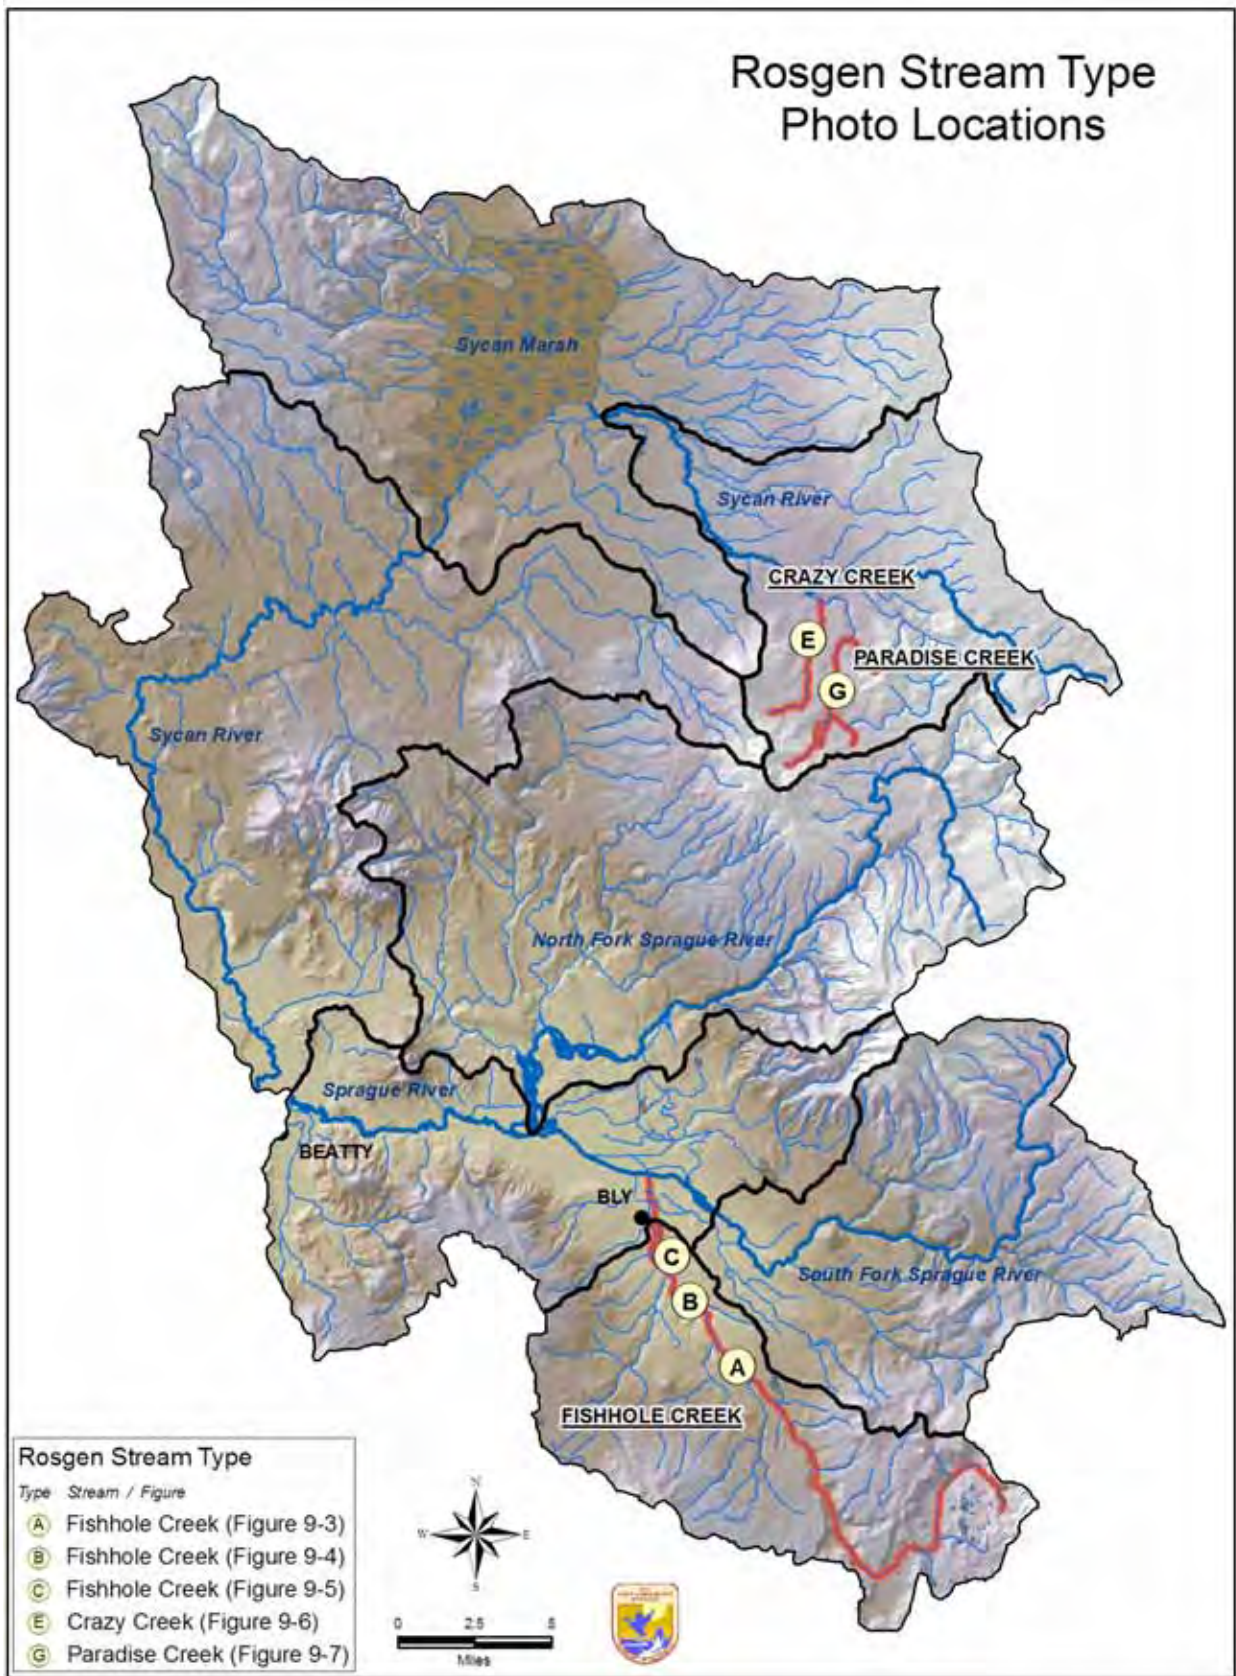 Rosgen Stream Type
Photo Locations
Sycan Marsh
Sycan River
CRAZY CREEK
E
PARADISE CREEK
G
Sycan River
North Fork Sprague River
Sprague River
BEATTY
BLY
C
South Fork Sprague River
B
A
FISHHOLE CREEK
Rosgen Stream Type
Type Stream / Figure
A Fishhole Creek (Figure 9-3)
B Fishhole Creek (Figure 9-4)
C Fishhole Creek (Figure 9-5)
E Crazy Creek (Figure 9-6)
G Paradise Creek (Figure 9-7)
N
W E
S
0 2.5 5
Miles